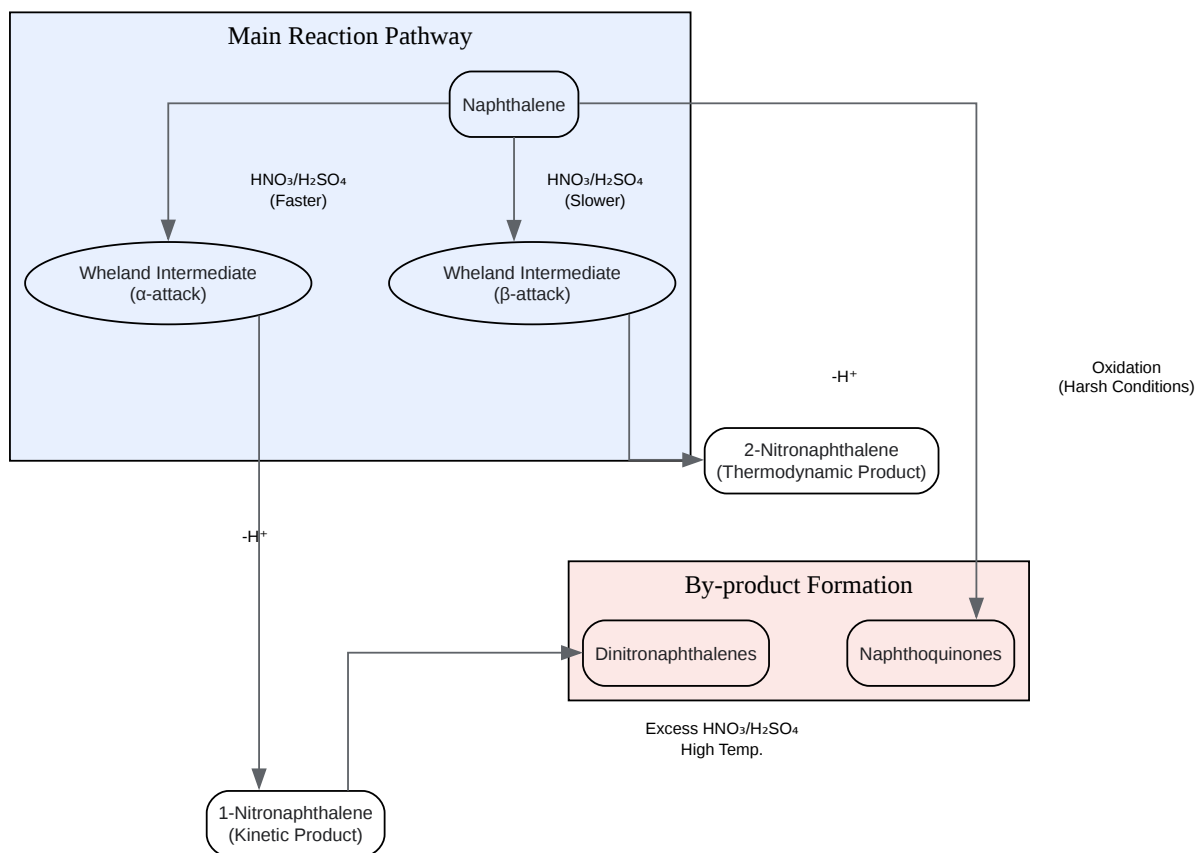 Main Reaction Pathway
Naphthalene
HNO₃/H₂SO₄
(Faster)
HNO₃/H₂SO₄
(Slower)
Wheland Intermediate
(α-attack)
Wheland Intermediate
(β-attack)
-H⁺
Oxidation
(Harsh Conditions)
2-Nitronaphthalene
(Thermodynamic Product)
-H⁺
By-product Formation
Dinitronaphthalenes
Naphthoquinones
Excess HNO₃/H₂SO₄
High Temp.
1-Nitronaphthalene
(Kinetic Product)